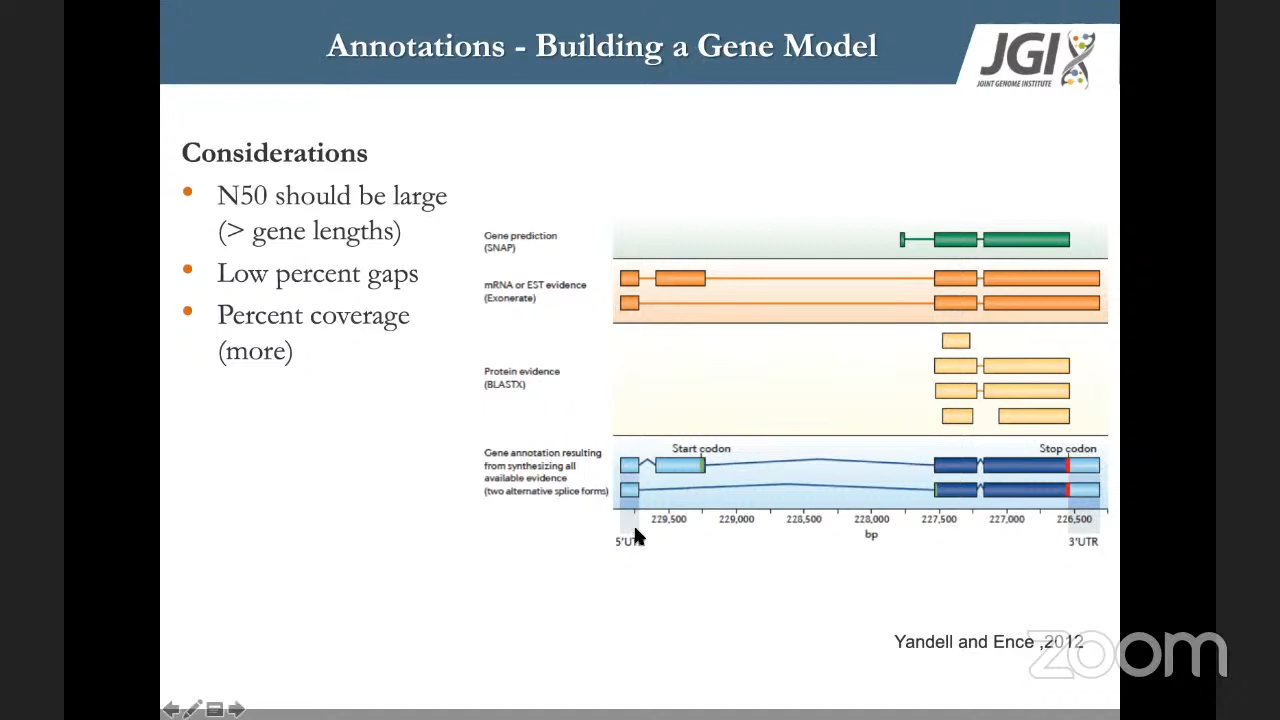 Annotations - Building a Gene Model
JGI
JOINT GENOME INSTITUTE
Considerations
• N50 should be large
(> gene lengths)
• Low percent gaps
• Percent coverage
(more)
Gene prediction
(SNAP)
mRNA or EST evidence
(Exonerate)
Protein evidence
(BLASTX)
Gene annotation resulting
from synthesizing all
available evidence
(two alternative splice forms)
Start codon
Stop codon
229,500 229,000 228,500 228,000 227,500 227,000 226,500
bp
5'UTR
3'UTR
Yandell and Ence ,2012
zoom